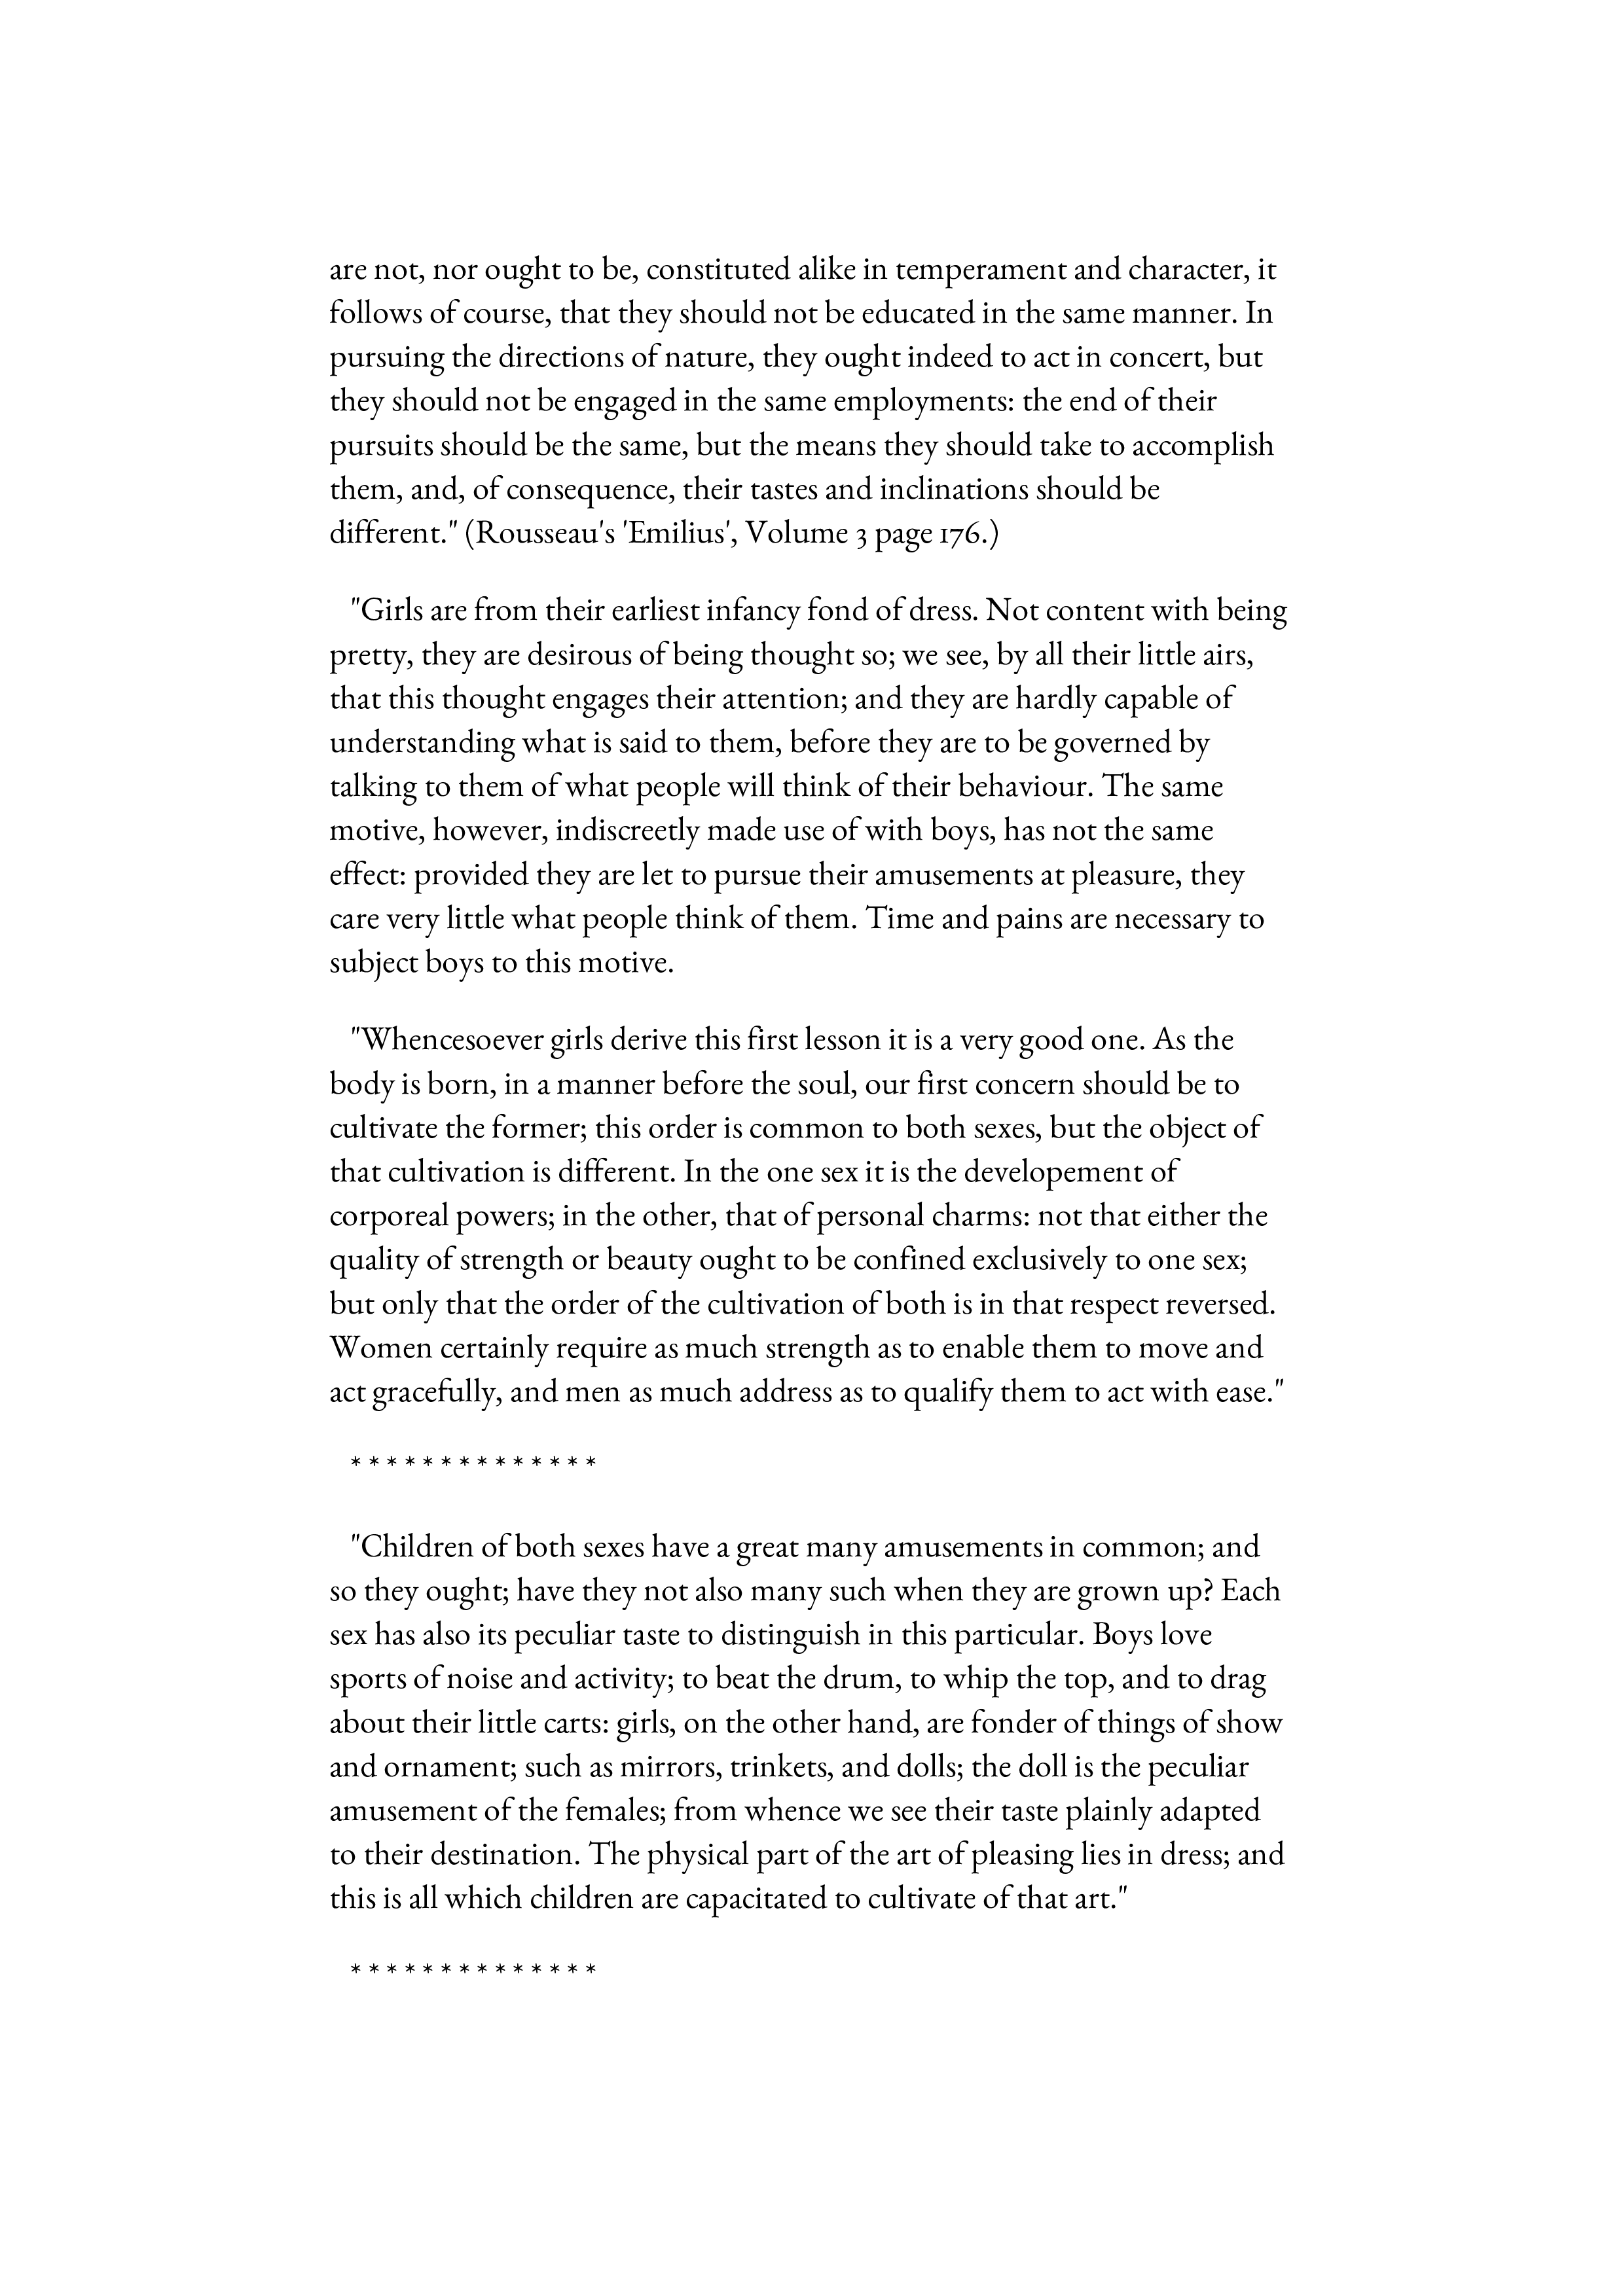 are not, nor ought to be, constituted alike in temperament and character, it
follows of course, that they should not be educated in the same manner. In
pursuing the directions of nature, they ought indeed to act in concert, but
they should not be engaged in the same employments: the end of their
pursuits should be the same, but the means they should take to accomplish
them, and, of consequence, their tastes and inclinations should be
different." (Rousseau's 'Emilius', Volume 3 page 176.)
"Girls are from their earliest infancy fond of dress. Not content with being
pretty, they are desirous of being thought so; we see, by all their little airs,
that this thought engages their attention; and they are hardly capable of
understanding what is said to them, before they are to be governed by
talking to them of what people will think of their behaviour. The same
motive, however, indiscreetly made use of with boys, has not the same
effect: provided they are let to pursue their amusements at pleasure, they
care very little what people think of them. Time and pains are necessary to
subject boys to this motive.
"Whencesoever girls derive this first lesson it is a very good one. As the
body is born, in a manner before the soul, our first concern should be to
cultivate the former; this order is common to both sexes, but the object of
that cultivation is different. In the one sex it is the developement of
corporeal powers; in the other, that of personal charms: not that either the
quality of strength or beauty ought to be confined exclusively to one sex;
but only that the order of the cultivation of both is in that respect reversed.
Women certainly require as much strength as to enable them to move and
act gracefully, and men as much address as to qualify them to act with ease."
* * * * * * * * * * * * * *
"Children of both sexes have a great many amusements in common; and
so they ought; have they not also many such when they are grown up? Each
sex has also its peculiar taste to distinguish in this particular. Boys love
sports of noise and activity; to beat the drum, to whip the top, and to drag
about their little carts: girls, on the other hand, are fonder of things of show
and ornament; such as mirrors, trinkets, and dolls; the doll is the peculiar
amusement of the females; from whence we see their taste plainly adapted
to their destination. The physical part of the art of pleasing lies in dress; and
this is all which children are capacitated to cultivate of that art."
* * * * * * * * * * * * * *